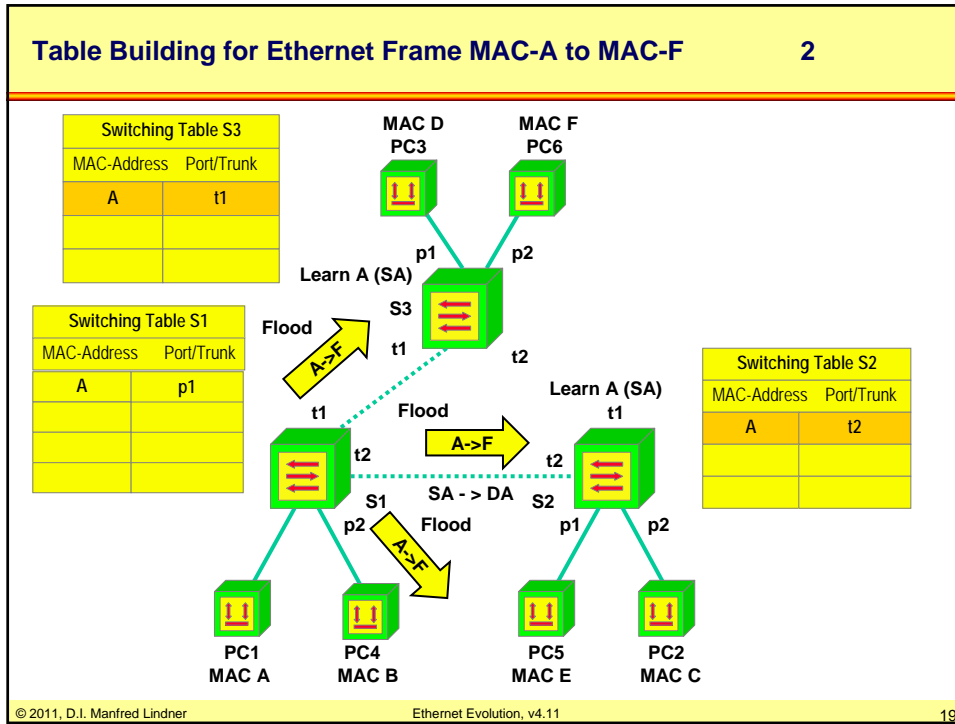 Table Building for Ethernet Frame MAC-A to MAC-F 2
Switching Table S3
MAC-Address Port/Trunk
A t1
MAC D
PC3
MAC F
PC6
p1
p2
Learn A (SA)
S3
t1
t2
Flood
A->F
Switching Table S1
MAC-Address Port/Trunk
A p1
Switching Table S2
MAC-Address Port/Trunk
A t2
Learn A (SA)
t1
t1
Flood
A->F
t2
t2
SA - > DA
S1
S2
p2
Flood
A->F
p1
p2
PC1
MAC A
PC4
MAC B
PC5
MAC E
PC2
MAC C
© 2011, D.I. Manfred Lindner
Ethernet Evolution, v4.11
19